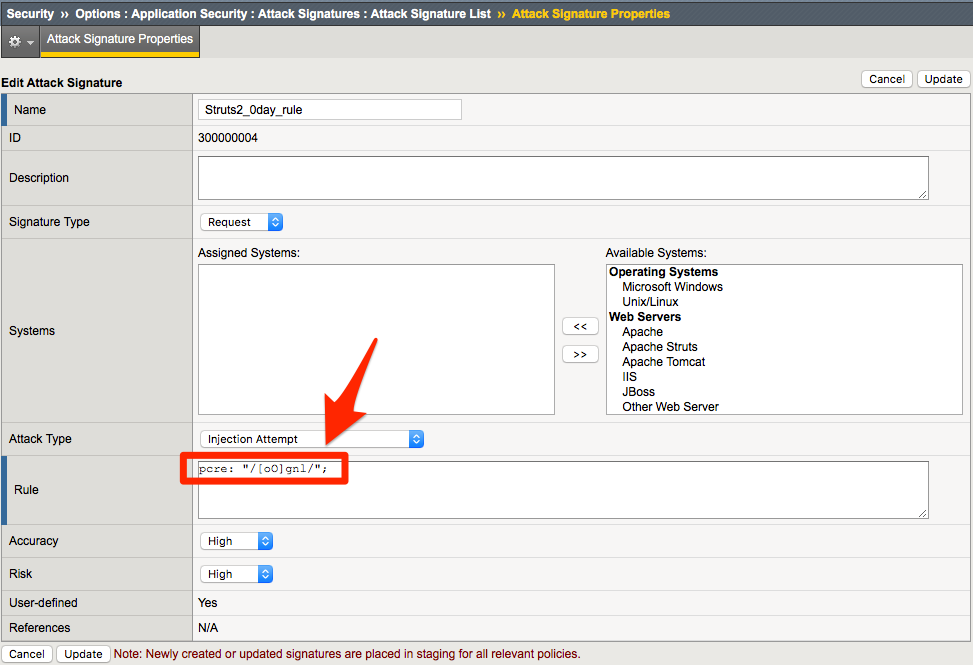 Security ›› Options : Application Security : Attack Signatures : Attack Signature List ›› Attack Signature Properties
Attack Signature Properties
Edit Attack Signature
Cancel Update
Name Struts2_0day_rule
ID 300000004
Description
Signature Type Request
Systems
Assigned Systems:
<<
>>
Available Systems:
Operating Systems
Microsoft Windows
Unix/Linux
Web Servers
Apache
Apache Struts
Apache Tomcat
IIS
JBoss
Other Web Server
Attack Type Injection Attempt
Rule pcre: "/[oO]gnl/";
Accuracy High
Risk High
User-defined Yes
References N/A
Cancel Update Note: Newly created or updated signatures are placed in staging for all relevant policies.